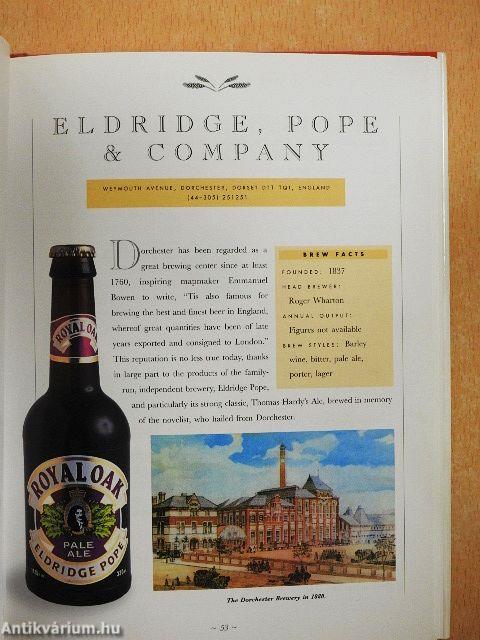 ELDRIDGE, POPE
& COMPANY
WEYMOUTH AVENUE, DORCHESTER, DORSET DT1 1QT, ENGLAND
(44-305) 251251
Dorchester has been regarded as a
great brewing center since at least
1760, inspiring mapmaker Emmanuel
Bowen to write, "Tis also famous for
brewing the best and finest beer in England,
whereof great quantities have been of late
years exported and consigned to London."
This reputation is no less true today, thanks
in large part to the products of the family-
run, independent brewery, Eldridge Pope,
and particularly its strong classic, Thomas Hardy's Ale, brewed in memory
of the novelist, who hailed from Dorchester.
BREW FACTS
FOUNDED: 1837
HEAD BREWER:
Roger Wharton
ANNUAL OUTPUT:
Figures not available
BREW STYLES: Barley
wine, bitter, pale ale,
porter, lager
ROYAL OAK
ROYAL OAK
PALE
ALE
ELDRIDGE POPE
The Dorchester Brewery in 1880.
~ 53 ~
Antikvárium.hu